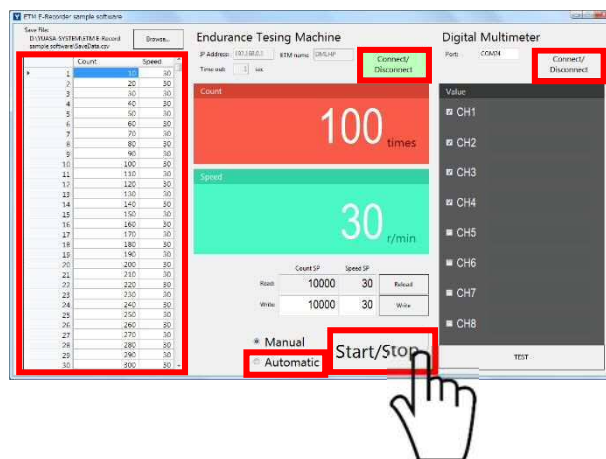 ETM E-Recorder sample software
Save File:
D:\YUASA-SYSTEM\ETM E-Record
sample software\SaveData.csv
Browse...
Count Speed
1 10 30
2 20 30
3 30 30
4 40 30
5 50 30
6 60 30
7 70 30
8 80 30
9 90 30
10 100 30
11 110 30
12 120 30
13 130 30
14 140 30
15 150 30
16 160 30
17 170 30
18 180 30
19 190 30
20 200 30
21 210 30
22 220 30
23 230 30
24 240 30
25 250 30
26 260 30
27 270 30
28 280 30
29 290 30
30 300 30
Endurance Tesing Machine
IP Address: 192.168.0.1 ETM name:
Time out: 1 sec
Connect/
Disconnect
Count
100 times
Speed
30 r/min
Count SP Speed SP
Read: 10000 30 Reload
Write: 10000 30 Write
Manual
Automatic
Start/Stop
Digital Multimeter
Port: COM24
Connect/
Disconnect
Value
CH1
CH2
CH3
CH4
CH5
CH6
CH7
CH8
TEST